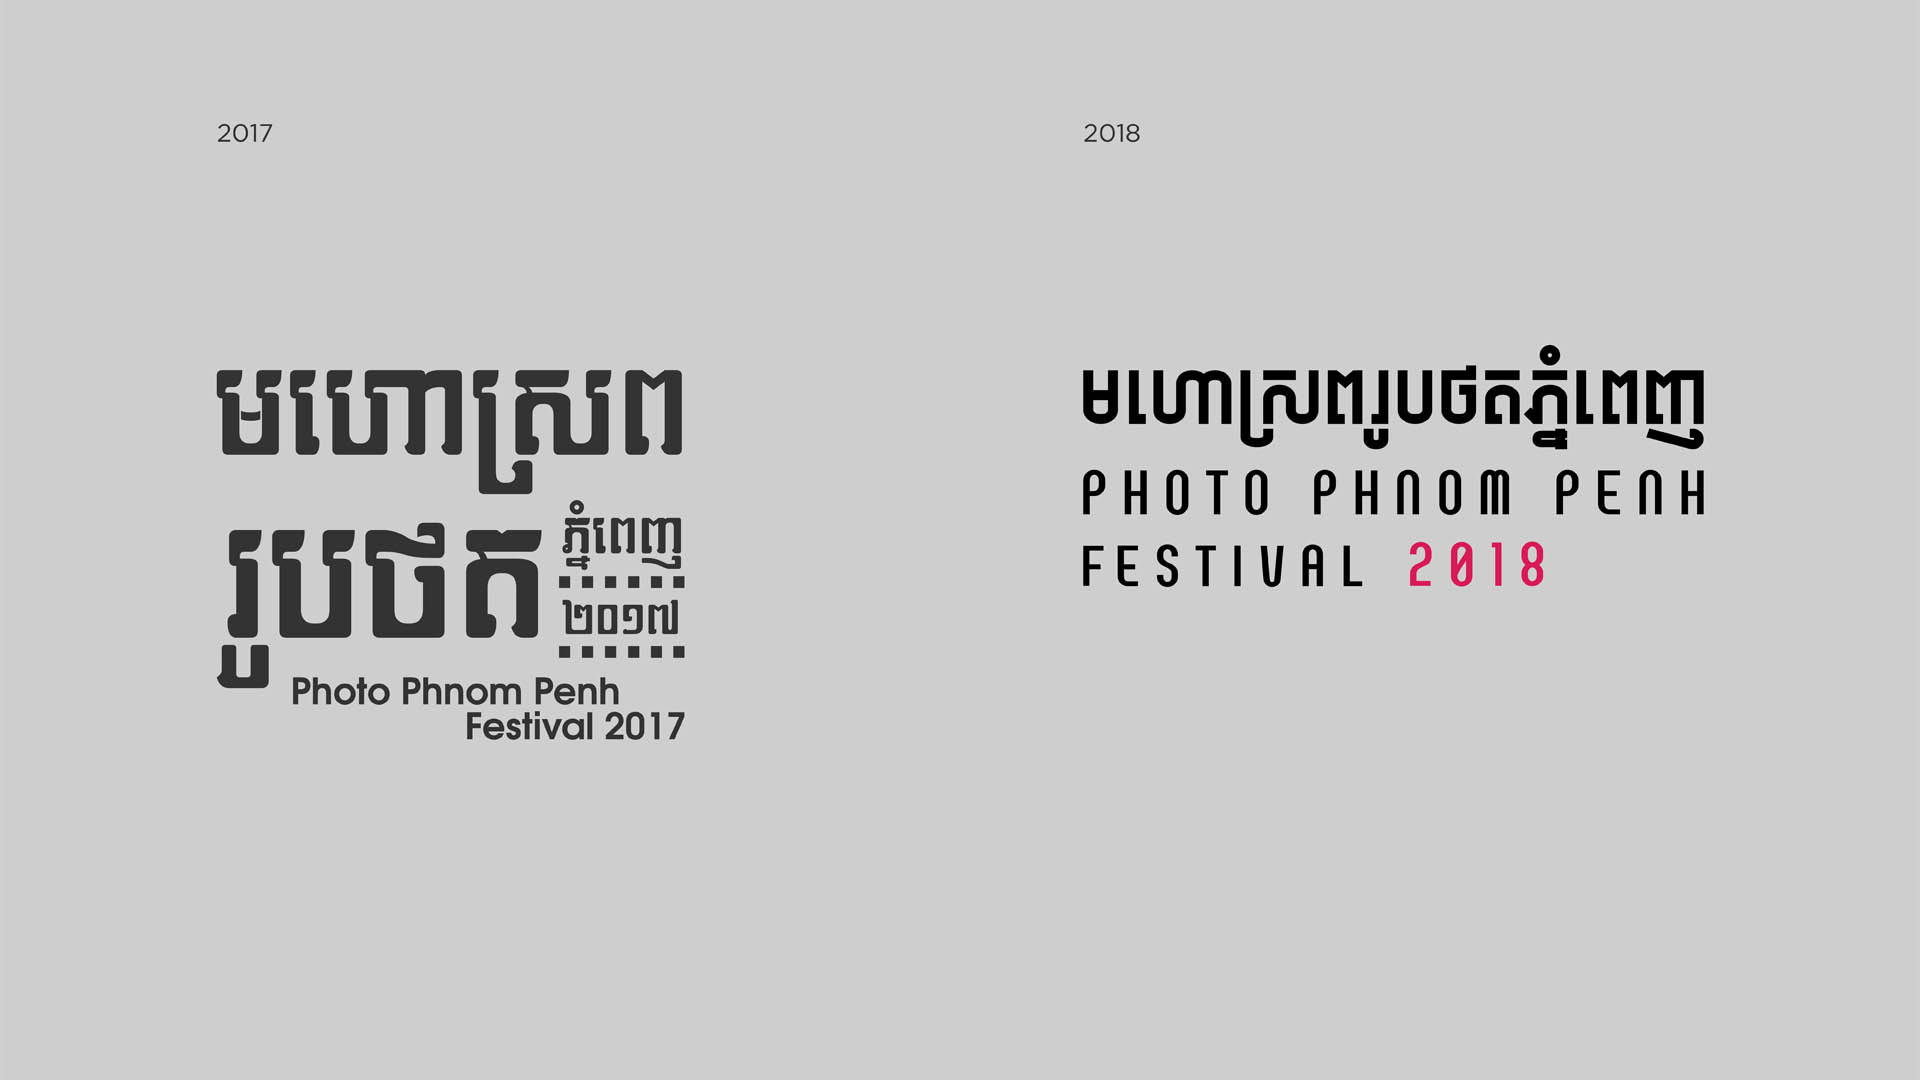 2017
មហោស្រព
រូបថត
ភ្នំពេញ
២០១៧
Photo Phnom Penh
Festival 2017
2018
មហោស្រពរូបថតភ្នំពេញ
PHOTO PHNOM PENH
FESTIVAL 2018